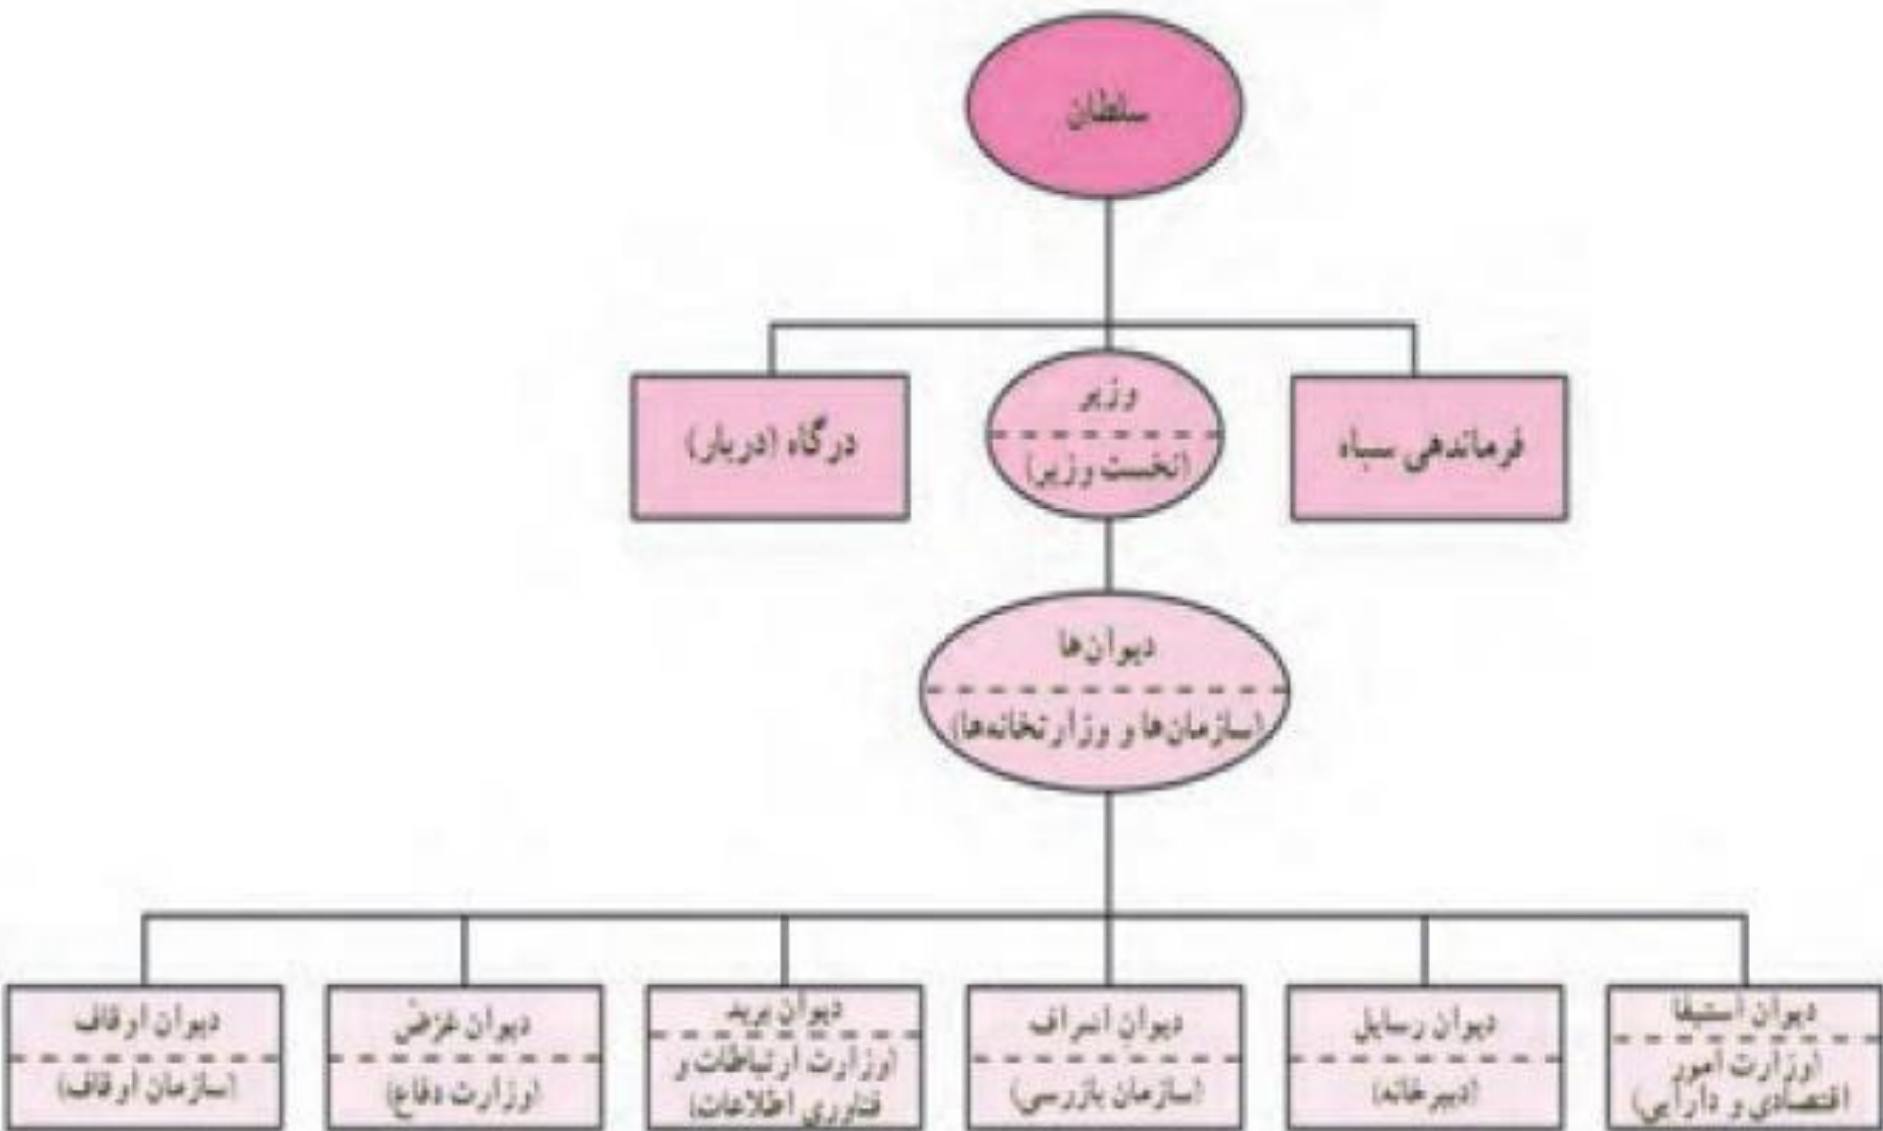 سلطان
فرماندهی سپاه
وزیر
(نخست وزیر)
درگاه (دربار)
دیوان‌ها
(سازمان‌ها و وزارتخانه‌ها)
دیوان استیفا
(وزارت امور
اقتصادی و دارایی)
دیوان رسایل
(دبیرخانه)
دیوان اشراف
(سازمان بازرسی)
دیوان برید
(وزارت ارتباطات و
فناوری اطلاعات)
دیوان عَرَض
(وزارت دفاع)
دیوان اوقاف
(سازمان اوقاف)